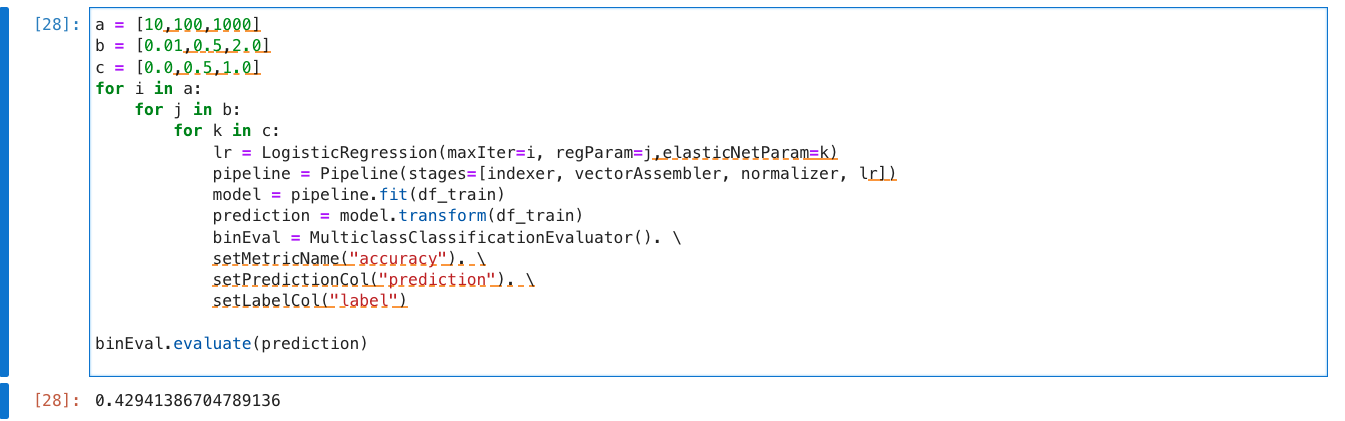 [28]: a = [10,100,1000]
b = [0.01,0.5,2.0]
c = [0.0,0.5,1.0]
for i in a:
    for j in b:
        for k in c:
            lr = LogisticRegression(maxIter=i, regParam=j,elasticNetParam=k)
            pipeline = Pipeline(stages=[indexer, vectorAssembler, normalizer, lr])
            model = pipeline.fit(df_train)
            prediction = model.transform(df_train)
            binEval = MulticlassClassificationEvaluator(). \
            setMetricName("accuracy"). \
            setPredictionCol("prediction"). \
            setLabelCol("label")
binEval.evaluate(prediction)
[28]: 0.42941386704789136